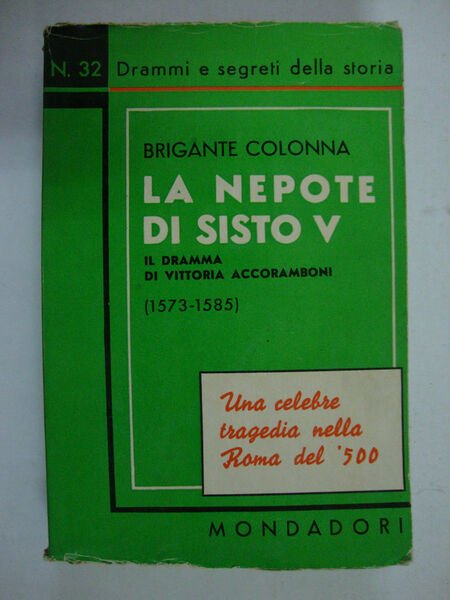 N. 32 Drammi e segreti della storia
BRIGANTE COLONNA
LA NEPOTE
DI SISTO V
IL DRAMMA
DI VITTORIA ACCORAMBONI
(1573-1585)
Una celebre
tragedia nella
Roma del '500
MONDADORI